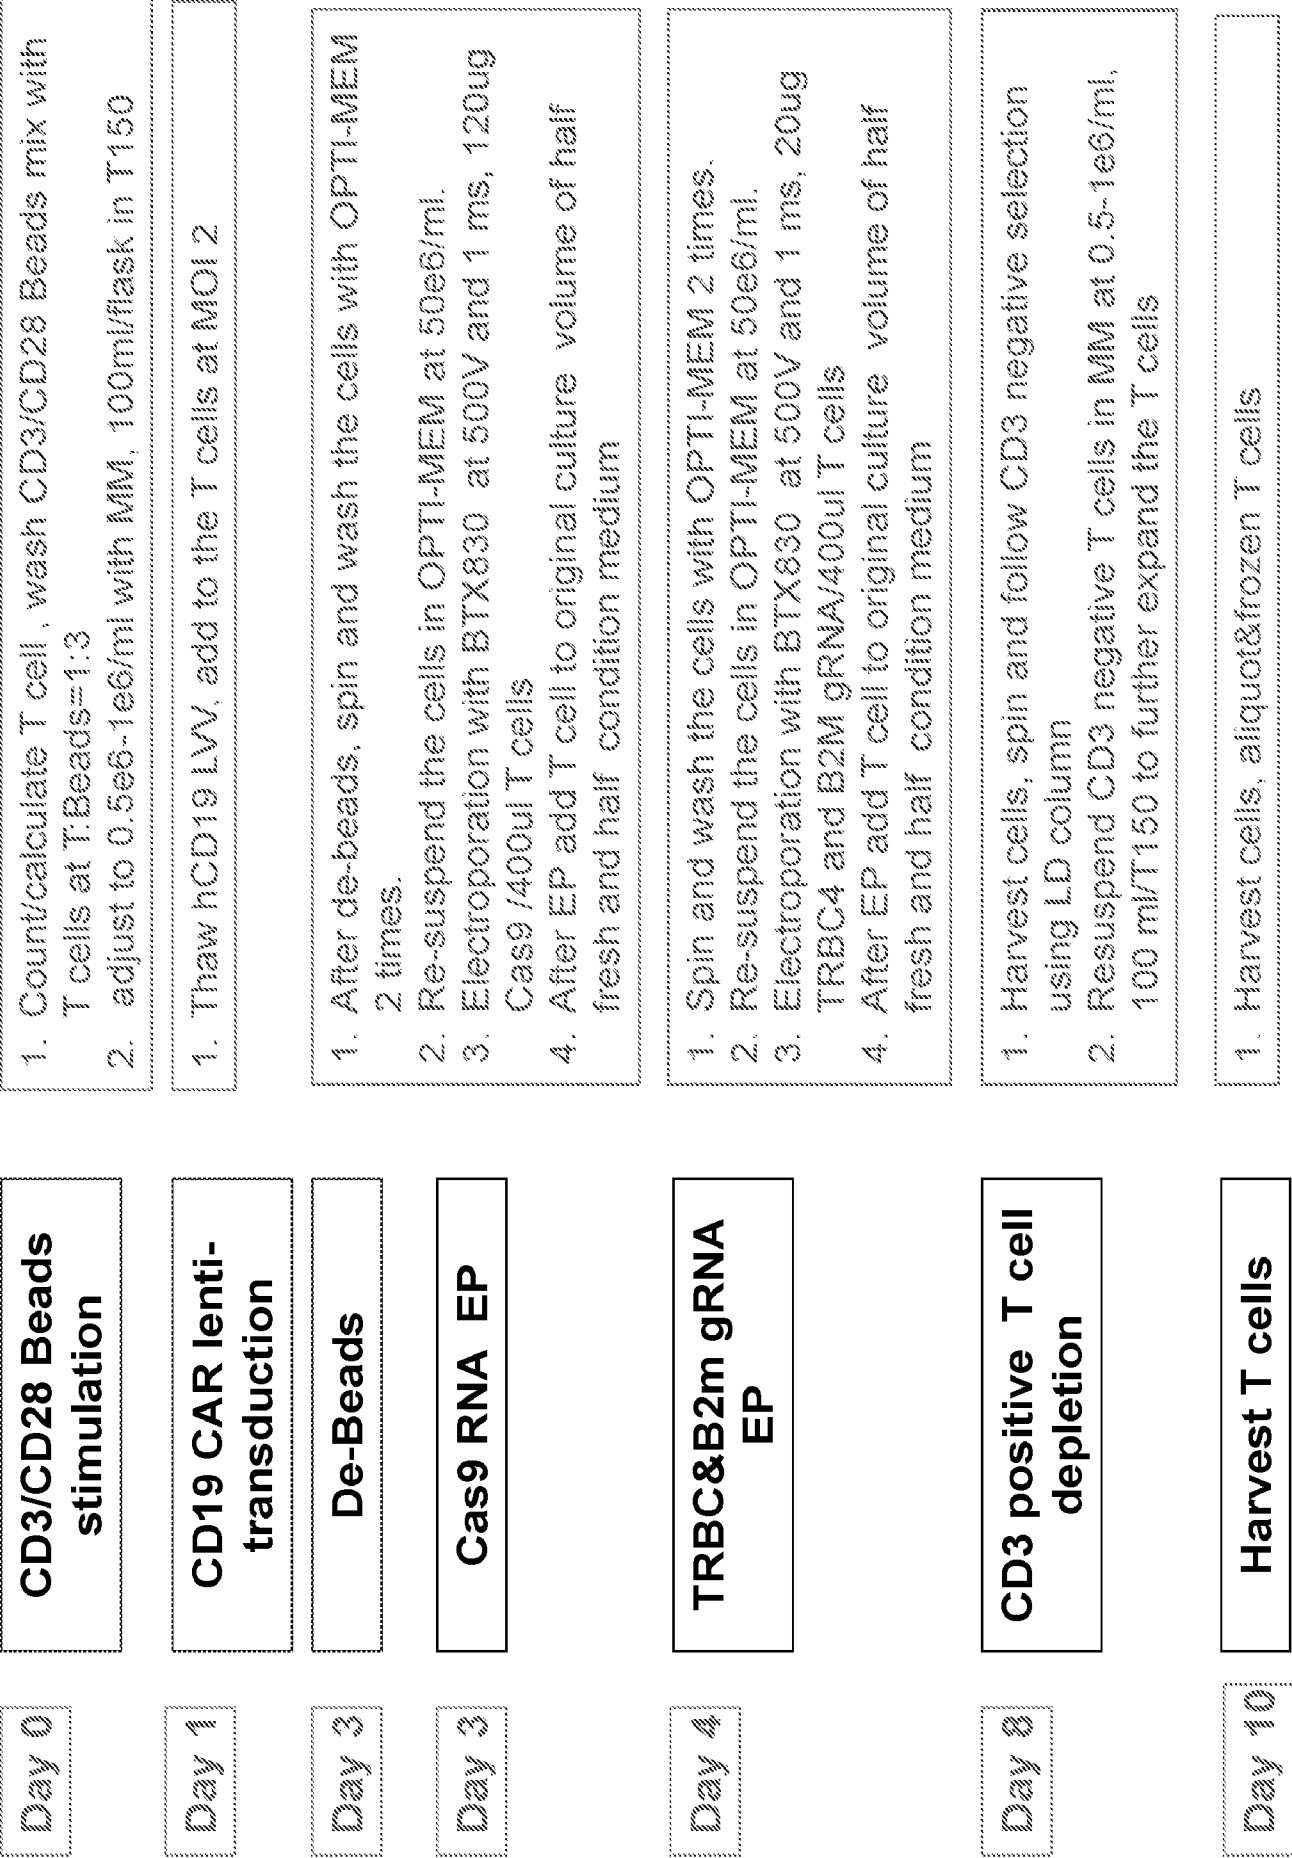 Day 0
CD3/CD28 Beads
stimulation
1. Count/calculate T cell , wash CD3/CD28 Beads mix with
T cells at T:Beads=1:3
2. adjust to 0.5e6-1e6/ml with MM, 100ml/flask in T150
Day 1
CD19 CAR lenti-
transduction
1. Thaw hCD19 LVV, add to the T cells at MOI 2
Day 3
De-Beads
Day 3
Cas9 RNA EP
1. After de-beads, spin and wash the cells with OPTI-MEM
2 times.
2. Re-suspend the cells in OPTI-MEM at 50e6/ml.
3. Electroporation with BTX830 at 500V and 1 ms, 120ug
Cas9 /400ul T cells
4. After EP add T cell to original culture volume of half
fresh and half condition medium
Day 4
TRBC&B2m gRNA
EP
1. Spin and wash the cells with OPTI-MEM 2 times.
2. Re-suspend the cells in OPTI-MEM at 50e6/ml.
3. Electroporation with BTX830 at 500V and 1 ms, 20ug
TRBC4 and B2M gRNA/400ul T cells
4. After EP add T cell to original culture volume of half
fresh and half condition medium
Day 8
CD3 positive T cell
depletion
1. Harvest cells, spin and follow CD3 negative selection
using LD column
2. Resuspend CD3 negative T cells in MM at 0.5-1e6/ml,
100 ml/T150 to further expand the T cells
Day 10
Harvest T cells
1. Harvest cells, aliquot&frozen T cells